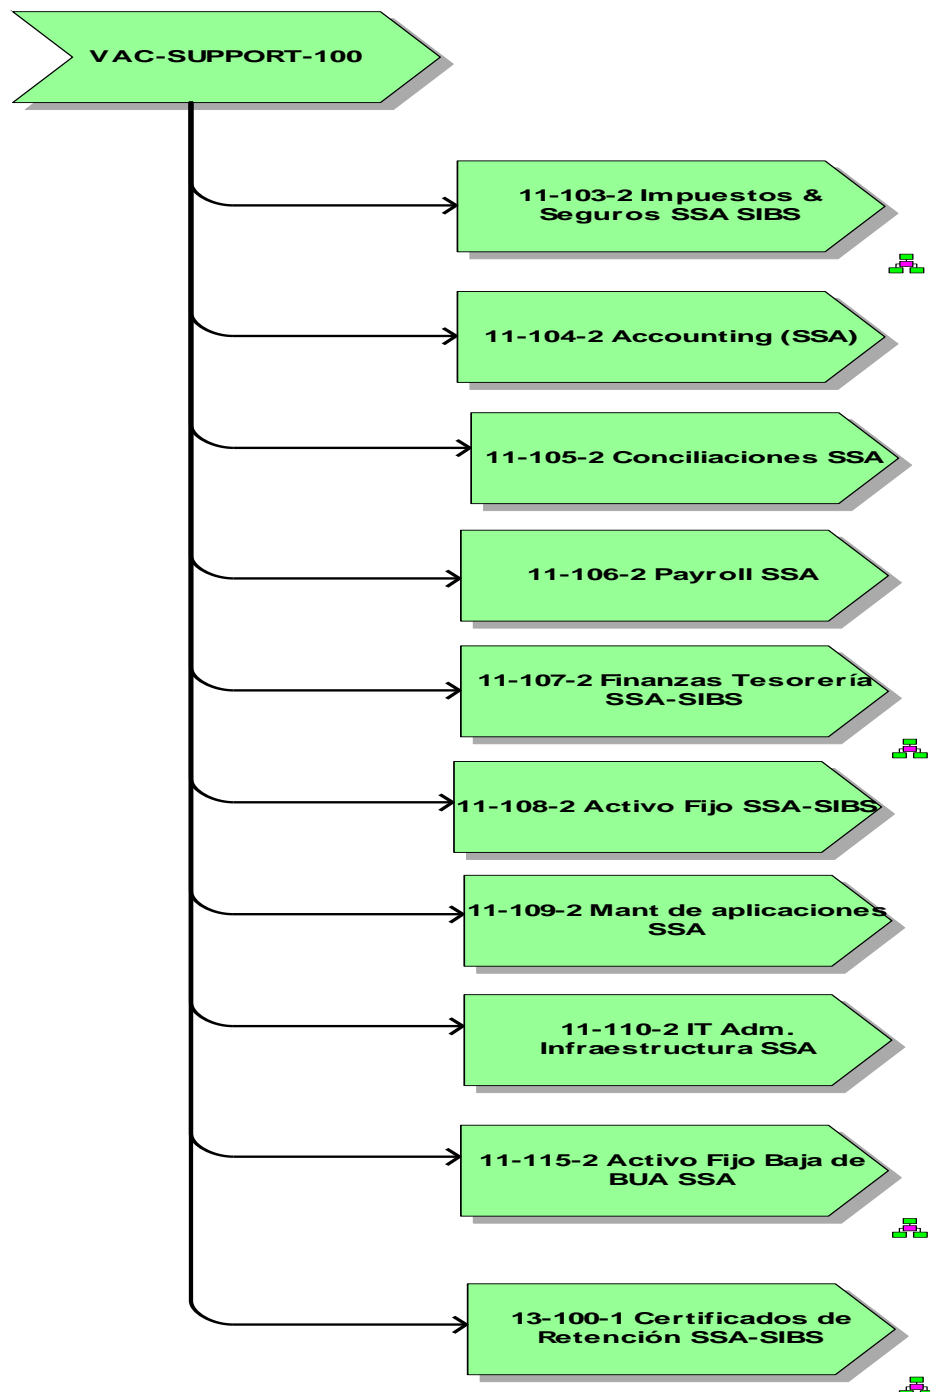 VAC-SUPPORT-100
11-103-2 Impuestos &
Seguros SSA SIBS
11-104-2 Accounting (SSA)
11-105-2 Conciliaciones SSA
11-106-2 Payroll SSA
11-107-2 Finanzas Tesorería
SSA-SIBS
11-108-2 Activo Fijo SSA-SIBS
11-109-2 Mant de aplicaciones
SSA
11-110-2 IT Adm.
Infraestructura SSA
11-115-2 Activo Fijo Baja de
BUA SSA
13-100-1 Certificados de
Retención SSA-SIBS